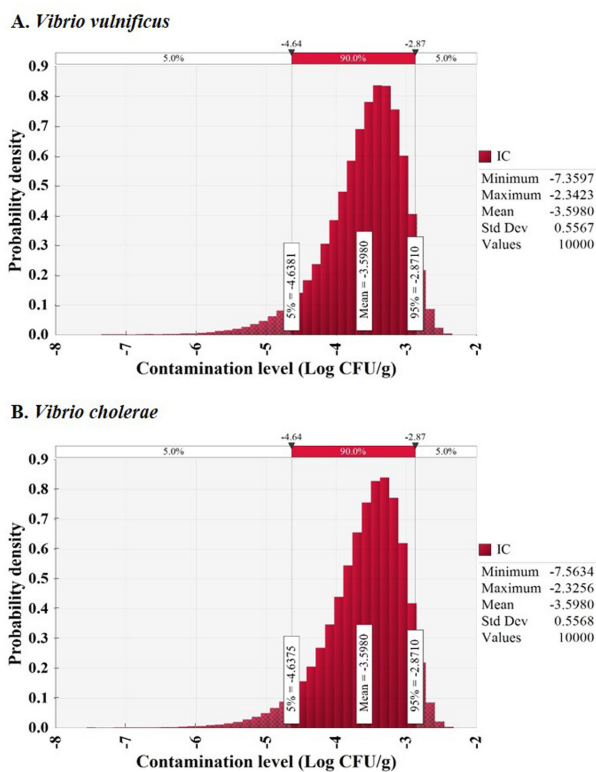 A. Vibrio vulnificus
-4.64 -2.87
5.0% 90.0% 5.0%
0.9
0.8
0.7
0.6
0.5
0.4
0.3
0.2
0.1
0.0
Probability density
5% = -4.6381
Mean = -3.5980
95% = -2.8710
-8 -7 -6 -5 -4 -3 -2
Contamination level (Log CFU/g)
IC
Minimum -7.3597
Maximum -2.3423
Mean -3.5980
Std Dev 0.5567
Values 10000
B. Vibrio cholerae
-4.64 -2.87
5.0% 90.0% 5.0%
0.9
0.8
0.7
0.6
0.5
0.4
0.3
0.2
0.1
0.0
Probability density
5% = -4.6375
Mean = -3.5980
95% = -2.8710
-8 -7 -6 -5 -4 -3 -2
Contamination level (Log CFU/g)
IC
Minimum -7.5634
Maximum -2.3256
Mean -3.5980
Std Dev 0.5568
Values 10000